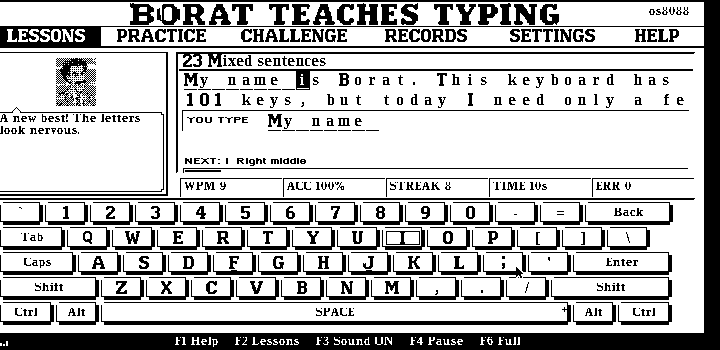 BORAT TEACHES TYPING
os8088
LESSONS PRACTICE CHALLENGE RECORDS SETTINGS HELP
23 Mixed sentences
My name is Borat. This keyboard has
101 keys, but today I need only a fe
A new best! The letters
look nervous.
YOU TYPE My name
NEXT: I Right middle
WPM 9 ACC 100% STREAK 8 TIME 10s ERR 0
` 1 2 3 4 5 6 7 8 9 0 - = Back
Tab Q W E R T Y U I O P [ ] \
Caps A S D F G H J K L ; ' Enter
Shift Z X C V B N M , . / Shift
Ctrl Alt SPACE Alt Ctrl
F1 Help F2 Lessons F3 Sound ON F4 Pause F6 Full